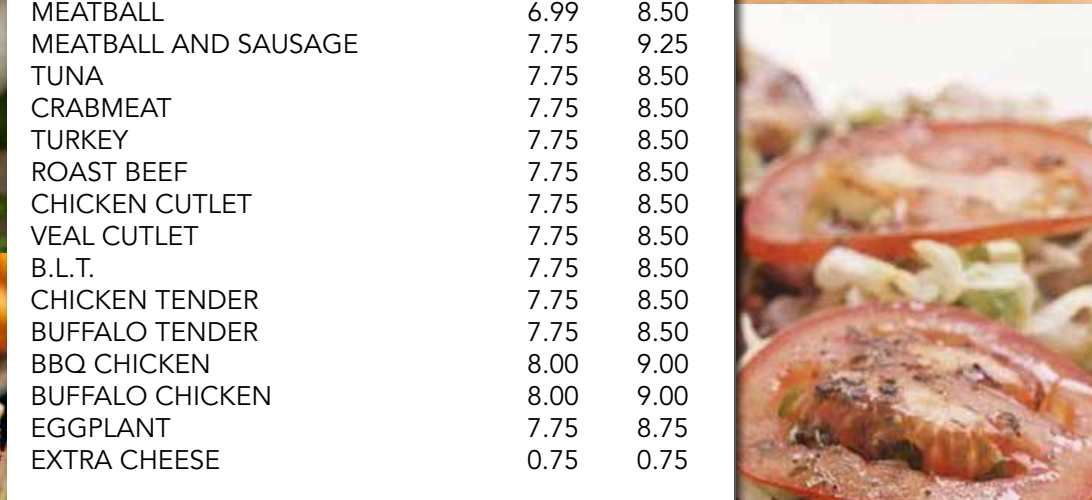 MEATBALL 6.99 8.50
MEATBALL AND SAUSAGE 7.75 9.25
TUNA 7.75 8.50
CRABMEAT 7.75 8.50
TURKEY 7.75 8.50
ROAST BEEF 7.75 8.50
CHICKEN CUTLET 7.75 8.50
VEAL CUTLET 7.75 8.50
B.L.T. 7.75 8.50
CHICKEN TENDER 7.75 8.50
BUFFALO TENDER 7.75 8.50
BBQ CHICKEN 8.00 9.00
BUFFALO CHICKEN 8.00 9.00
EGGPLANT 7.75 8.75
EXTRA CHEESE 0.75 0.75